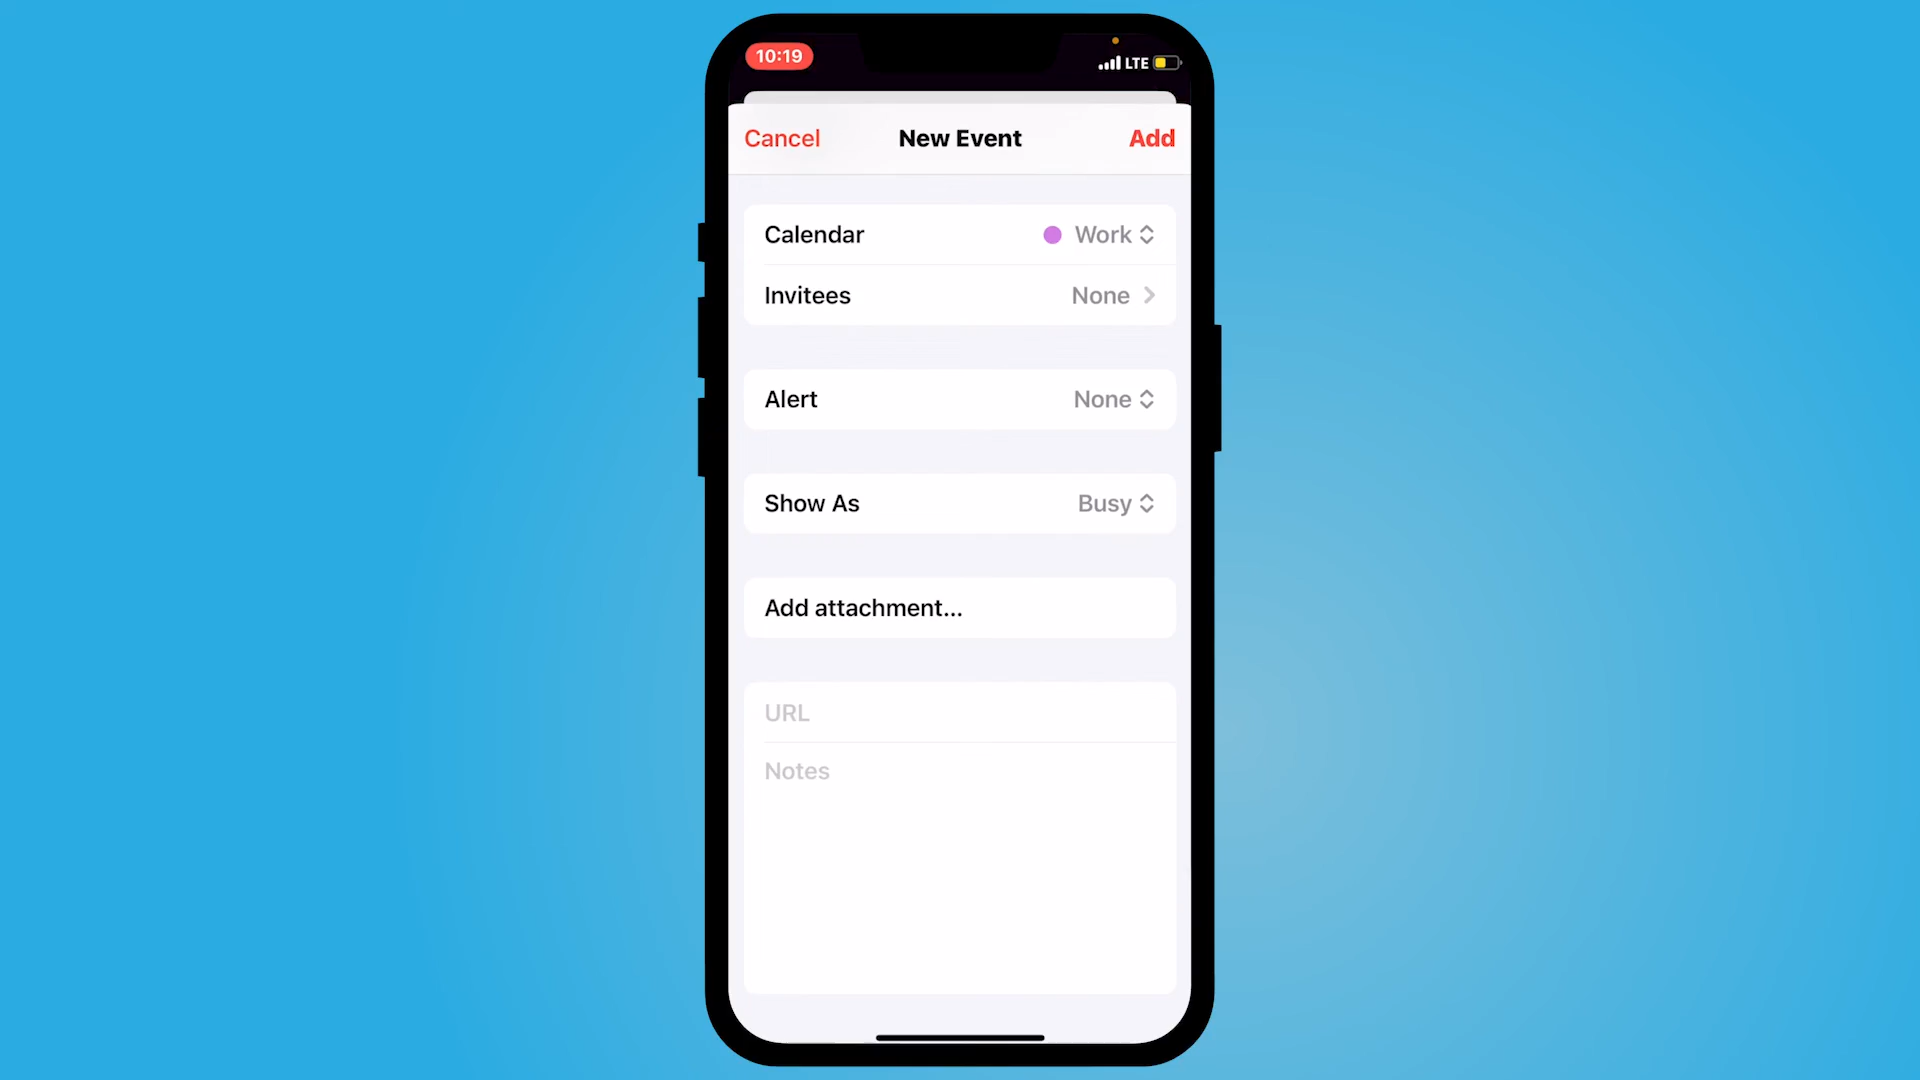 10:19
LTE
Cancel
New Event
Add
Calendar
Work
Invitees
None
Alert
None
Show As
Busy
Add attachment...
URL
Notes